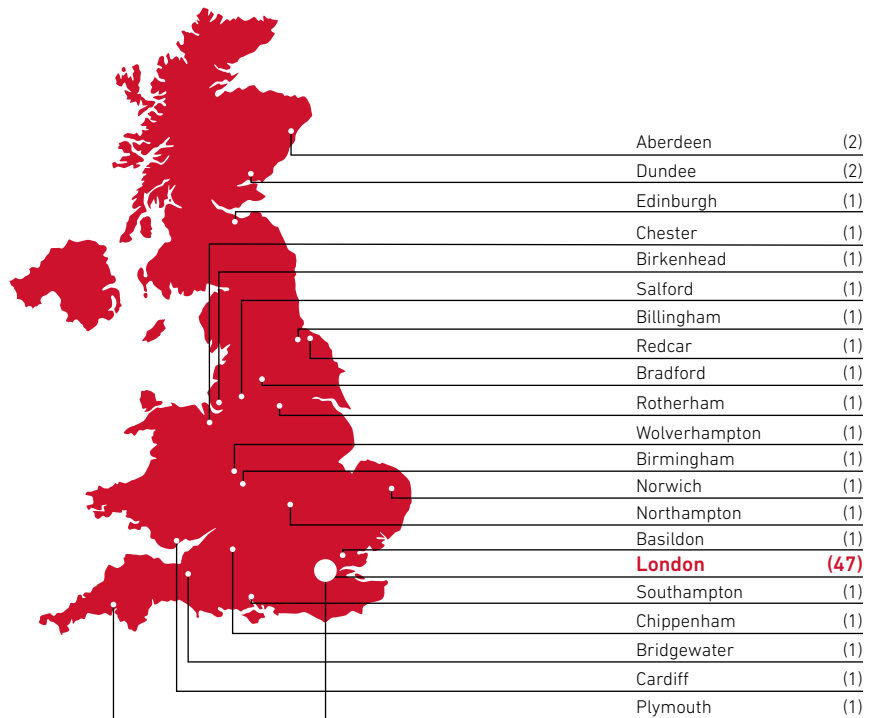 Aberdeen (2)
Dundee (2)
Edinburgh (1)
Chester (1)
Birkenhead (1)
Salford (1)
Billingham (1)
Redcar (1)
Bradford (1)
Rotherham (1)
Wolverhampton (1)
Birmingham (1)
Norwich (1)
Northampton (1)
Basildon (1)
London (47)
Southampton (1)
Chippenham (1)
Bridgewater (1)
Cardiff (1)
Plymouth (1)